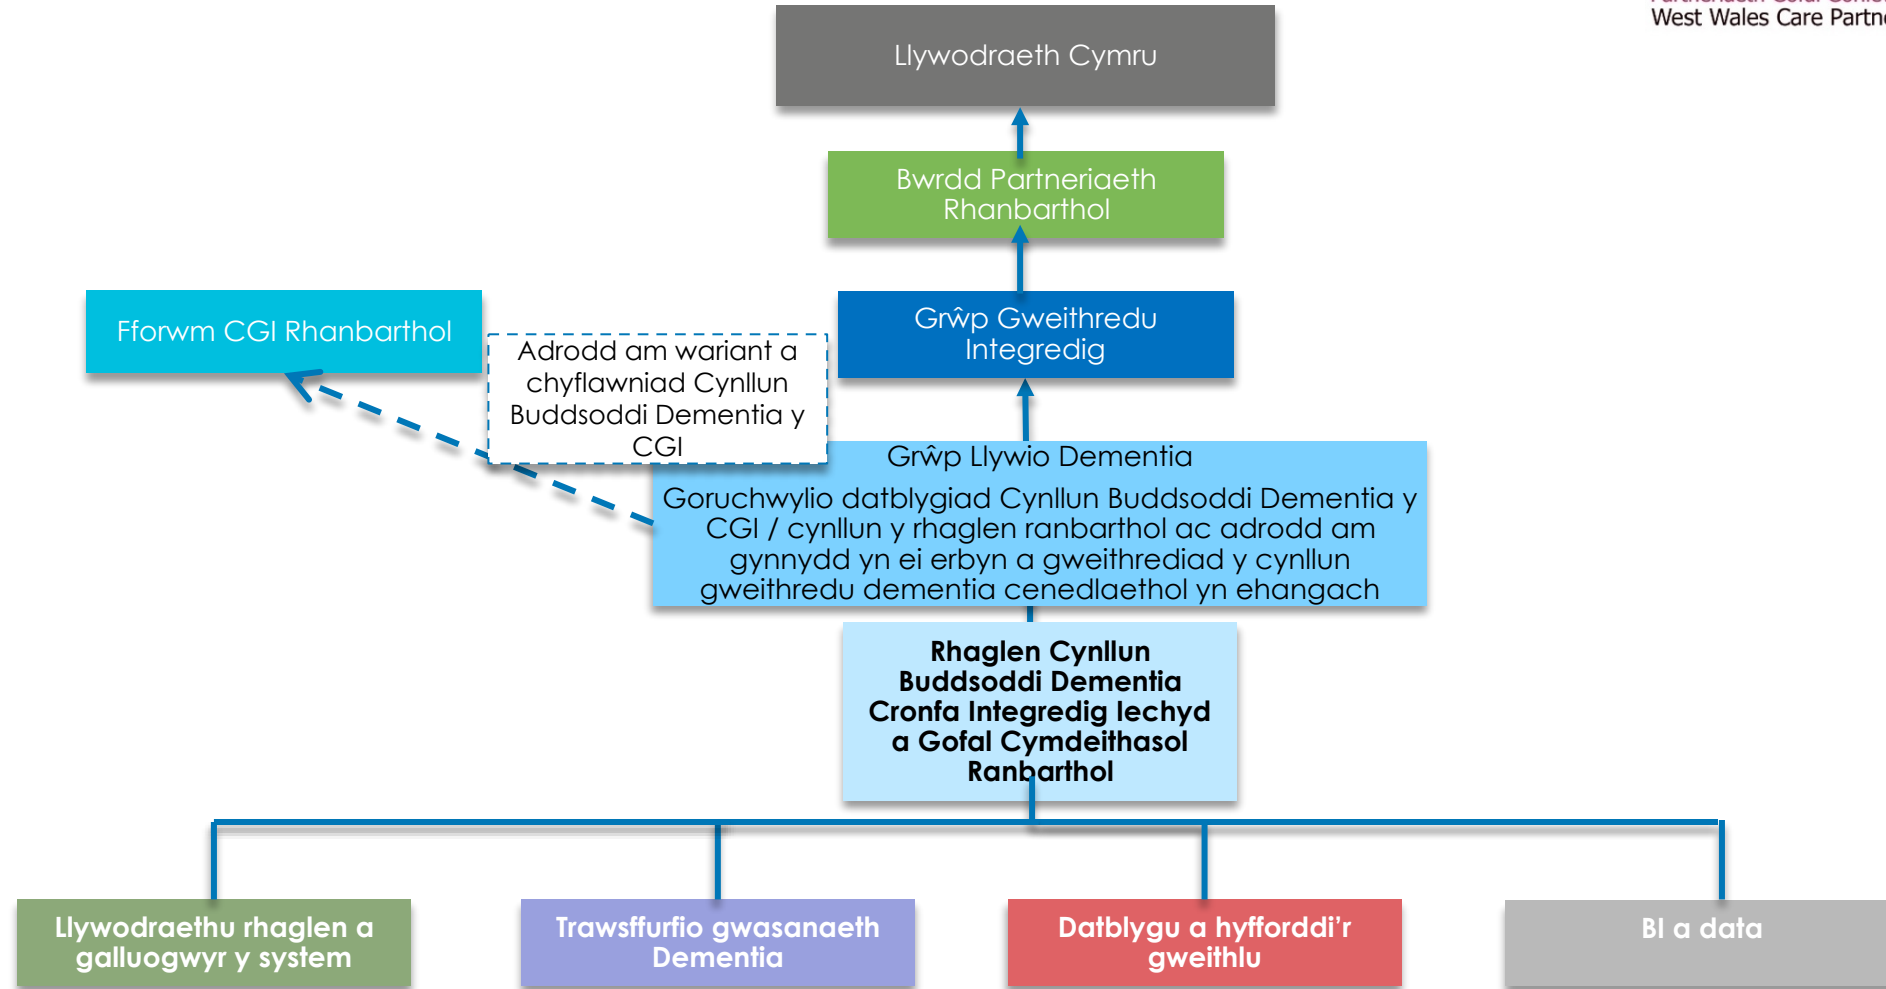 West Wales Care
Llywodraeth Cymru
Bwrdd Partneriaeth
Rhanbarthol
Fforwm CGI Rhanbarthol
Grŵp Gweithredu
Integredig
Adrodd am wariant a
chyflawniad Cynllun
Buddsoddi Dementia y
CGI
Grŵp Llywio Dementia
Goruchwylio datblygiad Cynllun Buddsoddi Dementia y
CGI / cynllun y rhaglen ranbarthol ac adrodd am
gynnydd yn ei erbyn a gweithrediad y cynllun
gweithredu dementia cenedlaethol yn ehangach
Rhaglen Cynllun
Buddsoddi Dementia
Cronfa Integredig Iechyd
a Gofal Cymdeithasol
Ranbarthol
Llywodraethu rhaglen a
galluogwyr y system
Trawsffurfio gwasanaeth
Dementia
Datblygu a hyfforddi’r
gweithlu
BI a data